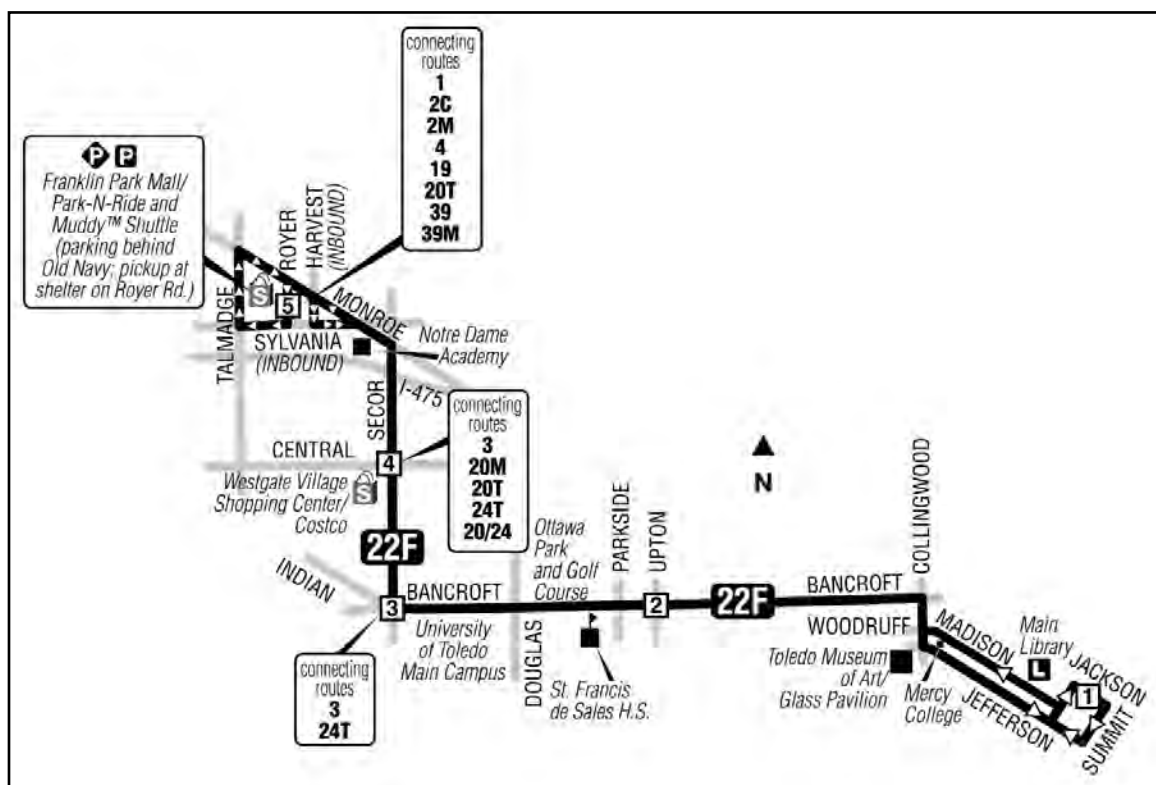 connecting
routes
1
2C
2M
4
19
20T
39
39M
P P
Franklin Park Mall/
Park-N-Ride and
Muddy™ Shuttle
(parking behind
Old Navy; pickup at
shelter on Royer Rd.)
ROYER
HARVEST
(INBOUND)
S
5
MONROE
TALMADGE
SYLVANIA
(INBOUND)
Notre Dame
Academy
I-475
SECOR
connecting
routes
3
20M
20T
24T
20/24
CENTRAL
4
Westgate Village
Shopping Center/
Costco
S
N
22F
INDIAN
3
BANCROFT
University
of Toledo
Main Campus
connecting
routes
3
24T
Ottawa
Park
and Golf
Course
DOUGLAS
St. Francis
de Sales H.S.
PARKSIDE
UPTON
2
22F
BANCROFT
COLLINGWOOD
WOODRUFF
Toledo Museum
of Art/
Glass Pavilion
Mercy
College
MADISON
Main
Library
L
JACKSON
1
JEFFERSON
SUMMIT